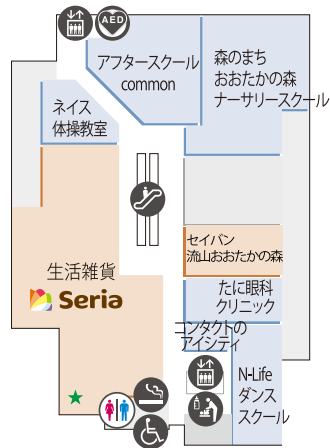 AED
アフタースクール
common
森のまち
おおたかの森
ナーサリースクール
ネイス
体操教室
セイバン
流山おおたかの森
生活雑貨
Seria
たに眼科
クリニック
コンタクトの
アイシティ
N-Life
ダンス
スクール